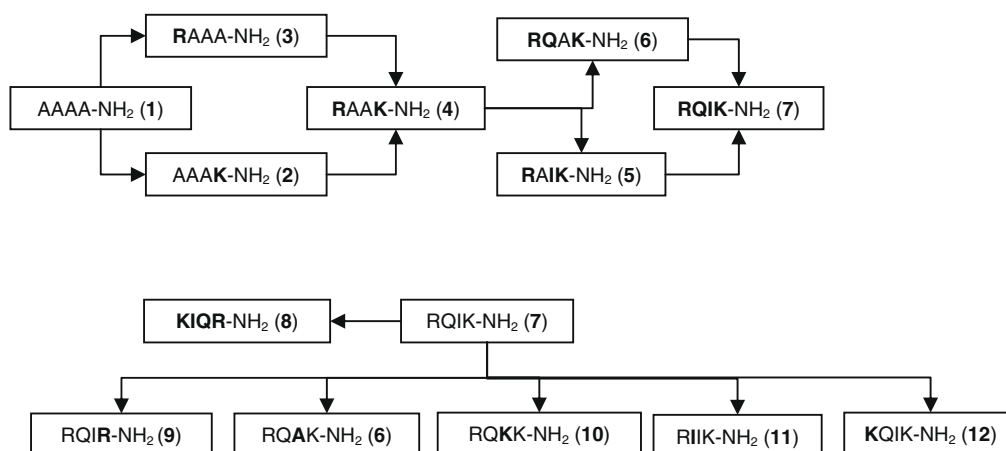 RAAA-NH₂ (3)
RQAK-NH₂ (6)
AAAA-NH₂ (1)
RAAK-NH₂ (4)
RQIK-NH₂ (7)
AAAK-NH₂ (2)
RAIK-NH₂ (5)
KIQR-NH₂ (8)
RQIK-NH₂ (7)
RQIR-NH₂ (9)
RQAK-NH₂ (6)
RQKK-NH₂ (10)
RIIK-NH₂ (11)
KQIK-NH₂ (12)